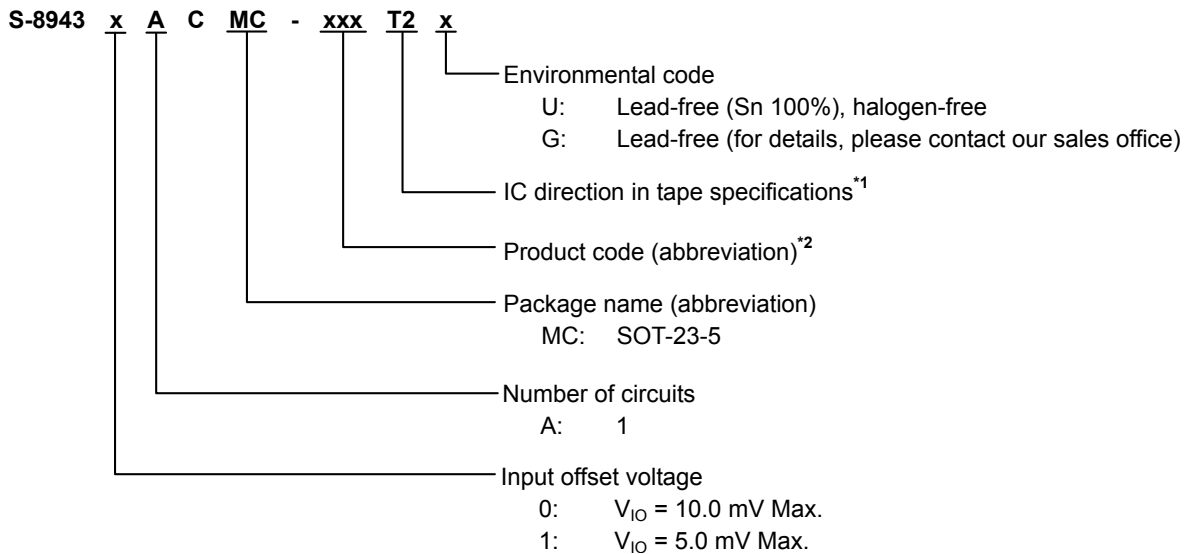 S-8943 x A C MC - xxx T2 x
Environmental code
U: Lead-free (Sn 100%), halogen-free
G: Lead-free (for details, please contact our sales office)
IC direction in tape specifications*1
Product code (abbreviation)*2
Package name (abbreviation)
MC: SOT-23-5
Number of circuits
A: 1
Input offset voltage
0: VIO = 10.0 mV Max.
1: VIO = 5.0 mV Max.